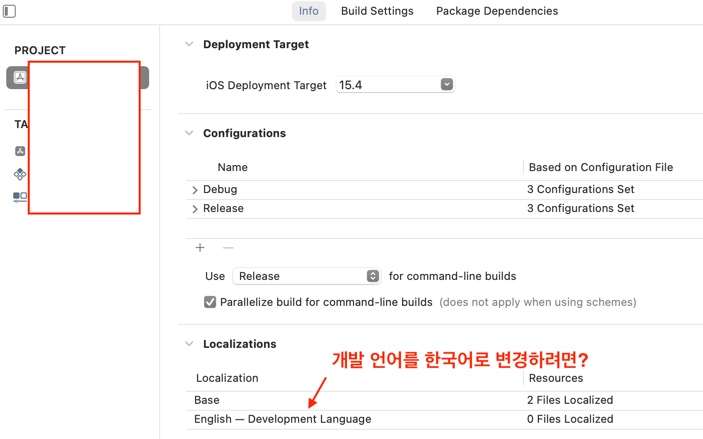 Info Build Settings Package Dependencies
PROJECT
TA
Deployment Target
iOS Deployment Target 15.4
Configurations
Name Based on Configuration File
Debug 3 Configurations Set
Release 3 Configurations Set
+ —
Use Release for command-line builds
Parallelize build for command-line builds (does not apply when using schemes)
Localizations
개발 언어를 한국어로 변경하려면?
Localization Resources
Base 2 Files Localized
English — Development Language 0 Files Localized